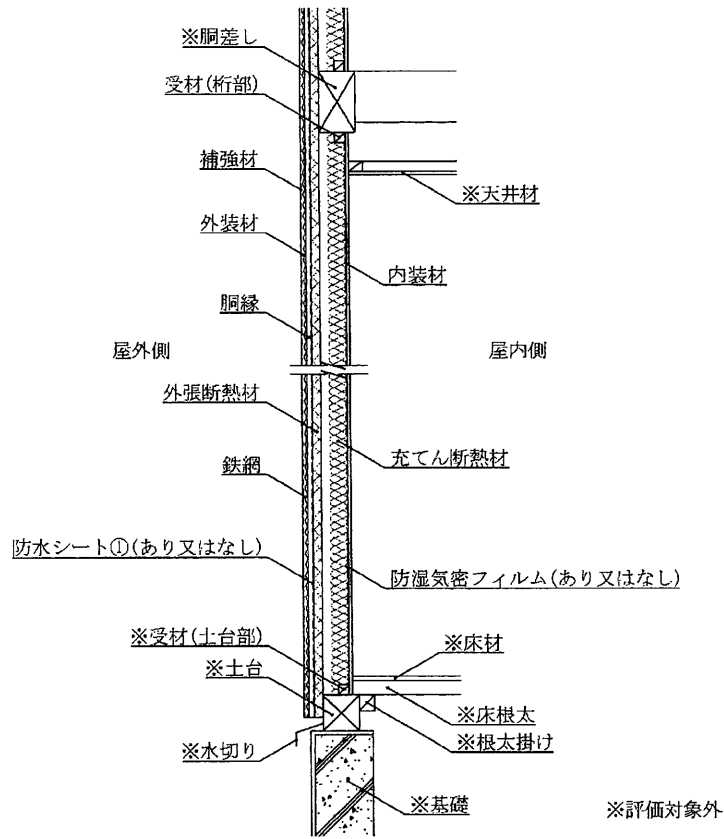 ※胴差し
受材(桁部)
補強材
※天井材
外装材
内装材
胴縁
屋外側
屋内側
外張断熱材
充てん断熱材
鉄網
防水シート①(あり又はなし)
防湿気密フィルム(あり又はなし)
※受材(土台部)
※床材
※土台
※床根太
※水切り
※根太掛け
※基礎
※評価対象外